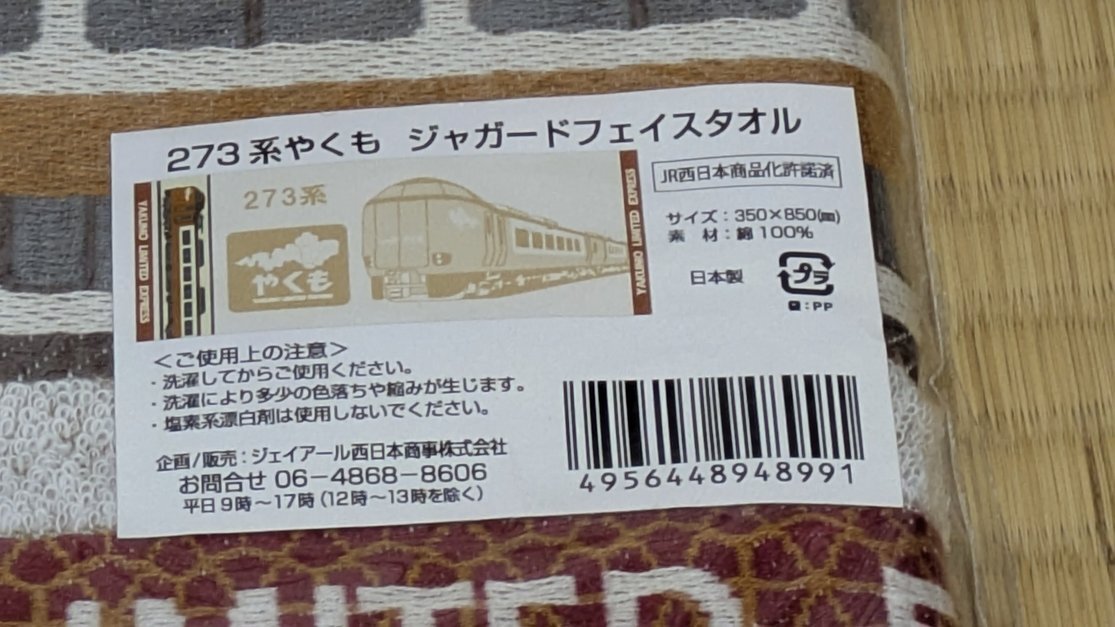 273系やくも ジャガードフェイスタオル
YAKUMO LIMITED EXPRESS
273系
やくも
YAKUMO LIMITED EXPRESS
YAKUMO LIMITED EXPRESS
JR西日本商品化許諾済
サイズ：350×850(㎜)
素 材：綿100%
日本製
プラ
袋：PP
＜ご使用上の注意＞
・洗濯してからご使用ください。
・洗濯により多少の色落ちや縮みが生じます。
・塩素系漂白剤は使用しないでください。
企画/販売：ジェイアール西日本商事株式会社
お問合せ 06－4868－8606
平日9時～17時（12時～13時を除く）
4956448948991
LIMITED E